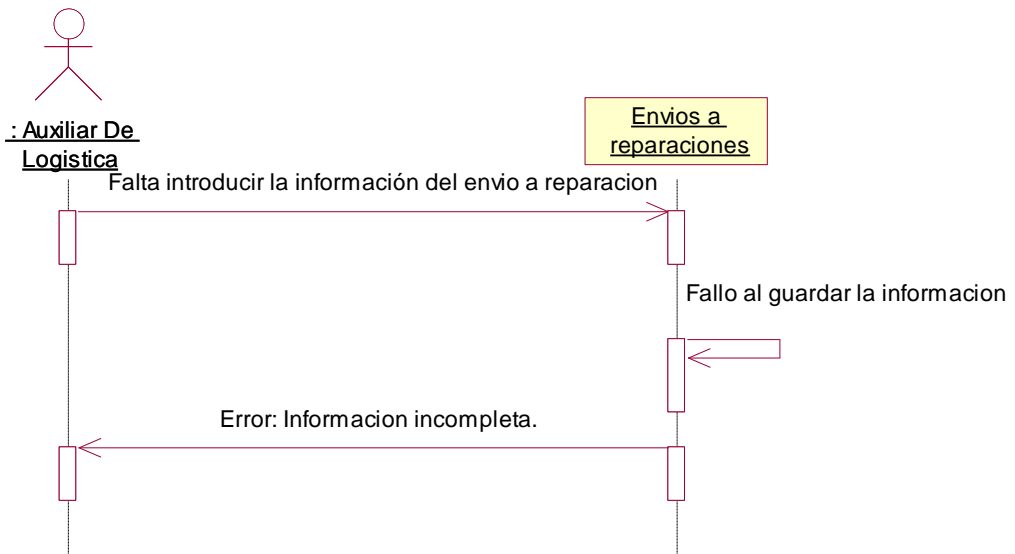 : Auxiliar De
Logistica
Envios a
reparaciones
Falta introducir la información del envio a reparacion
Fallo al guardar la informacion
Error: Informacion incompleta.